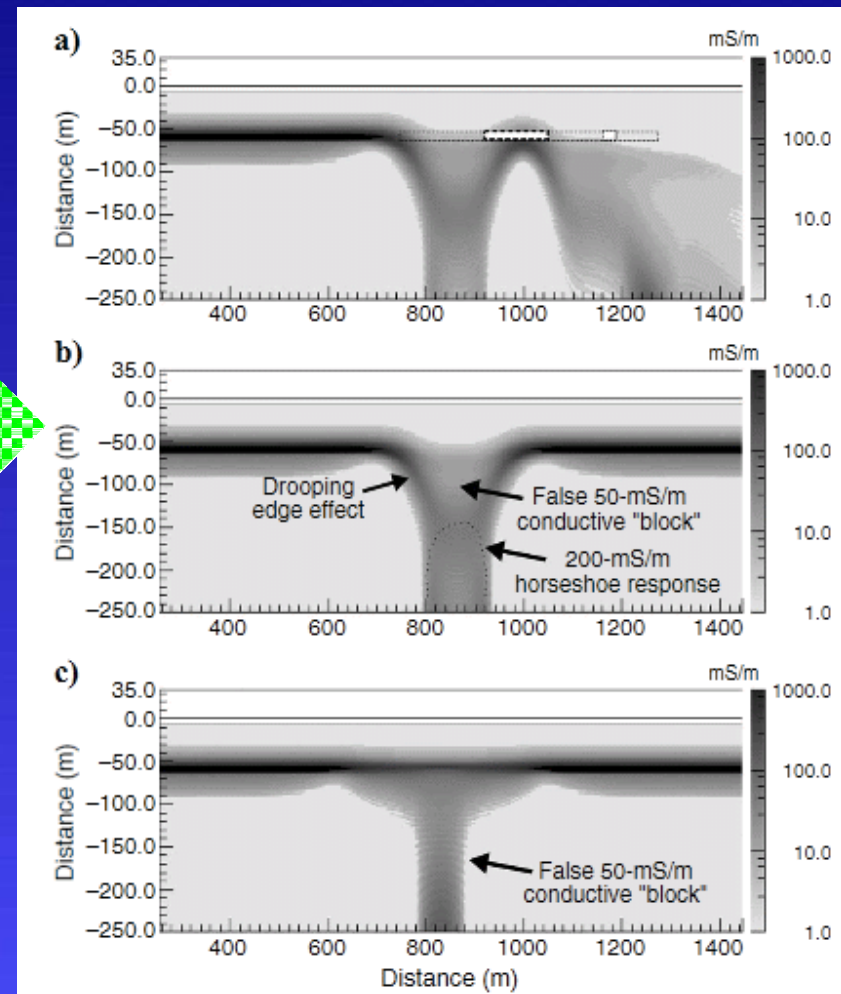 a)
mS/m
35.0
0.0
−50.0
−100.0
−150.0
−200.0
−250.0
Distance (m)
1000.0
100.0
10.0
1.0
400 600 800 1000 1200 1400
b)
mS/m
35.0
0.0
−50.0
−100.0
−150.0
−200.0
−250.0
Distance (m)
Drooping
edge effect
False 50-mS/m
conductive "block"
200-mS/m
horseshoe response
1000.0
100.0
10.0
1.0
400 600 800 1000 1200 1400
c)
mS/m
35.0
0.0
−50.0
−100.0
−150.0
−200.0
−250.0
Distance (m)
False 50-mS/m
conductive "block"
1000.0
100.0
10.0
1.0
400 600 800 1000 1200 1400
Distance (m)